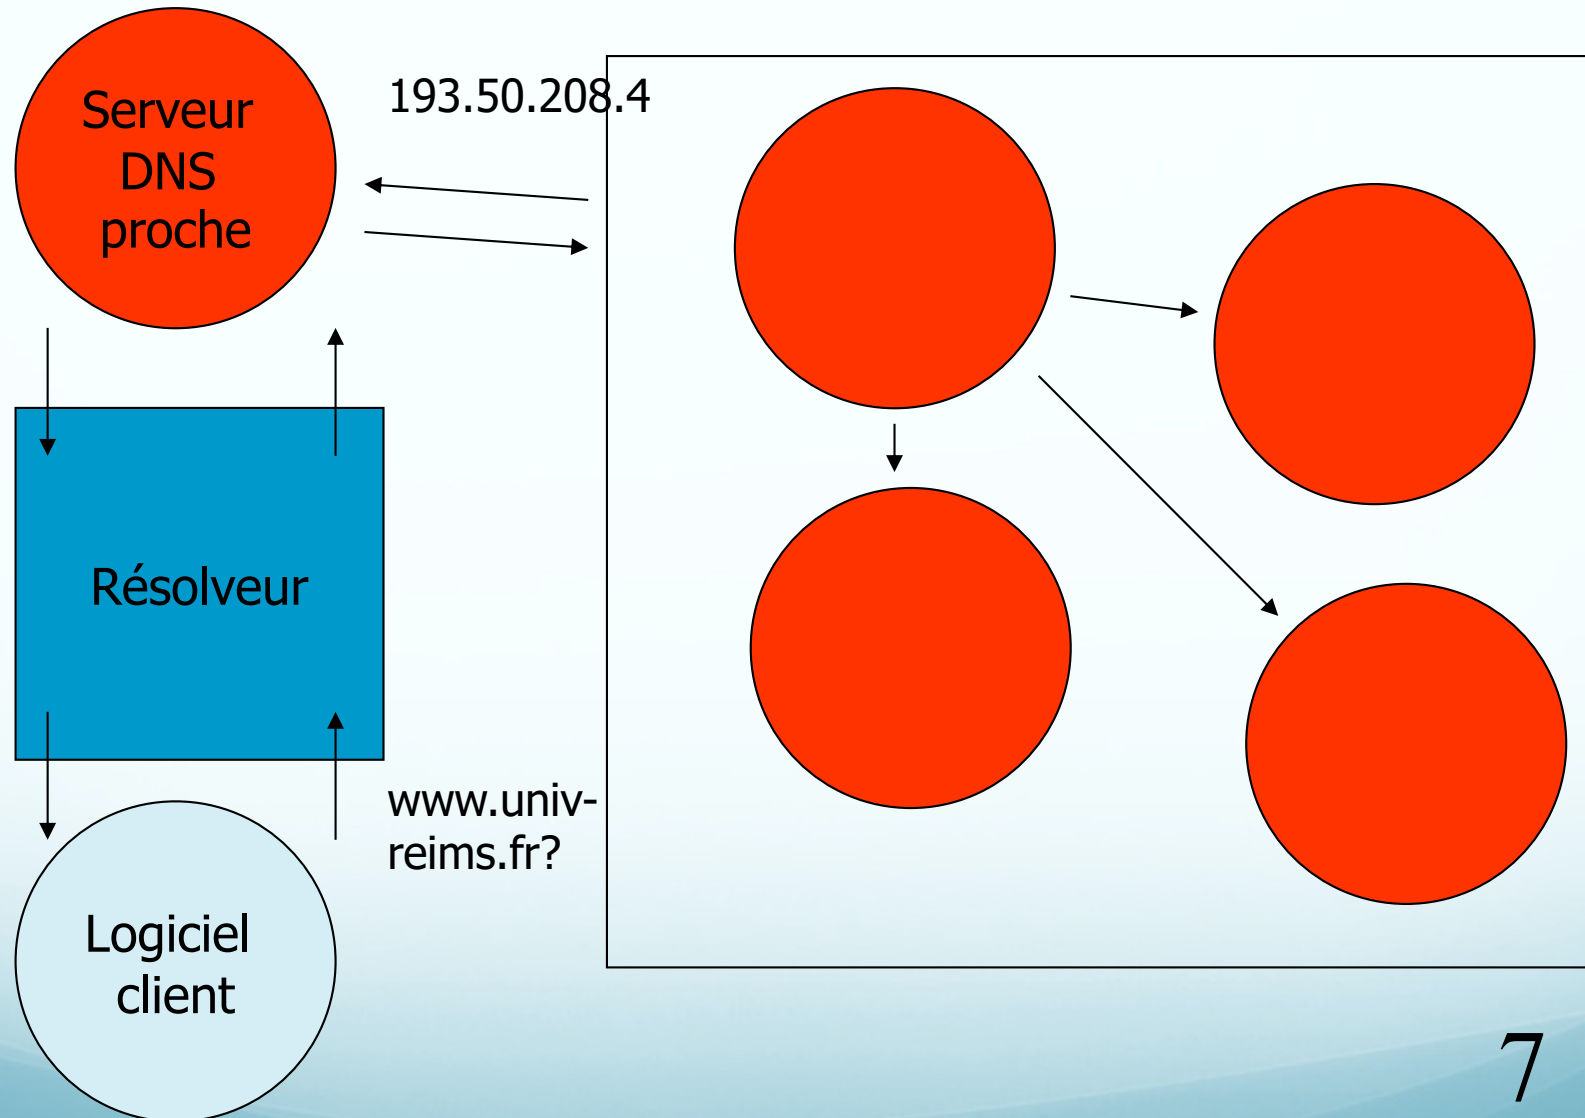 Serveur
DNS
proche
193.50.208.4
Résolveur
www.univ-
reims.fr?
Logiciel
client
7